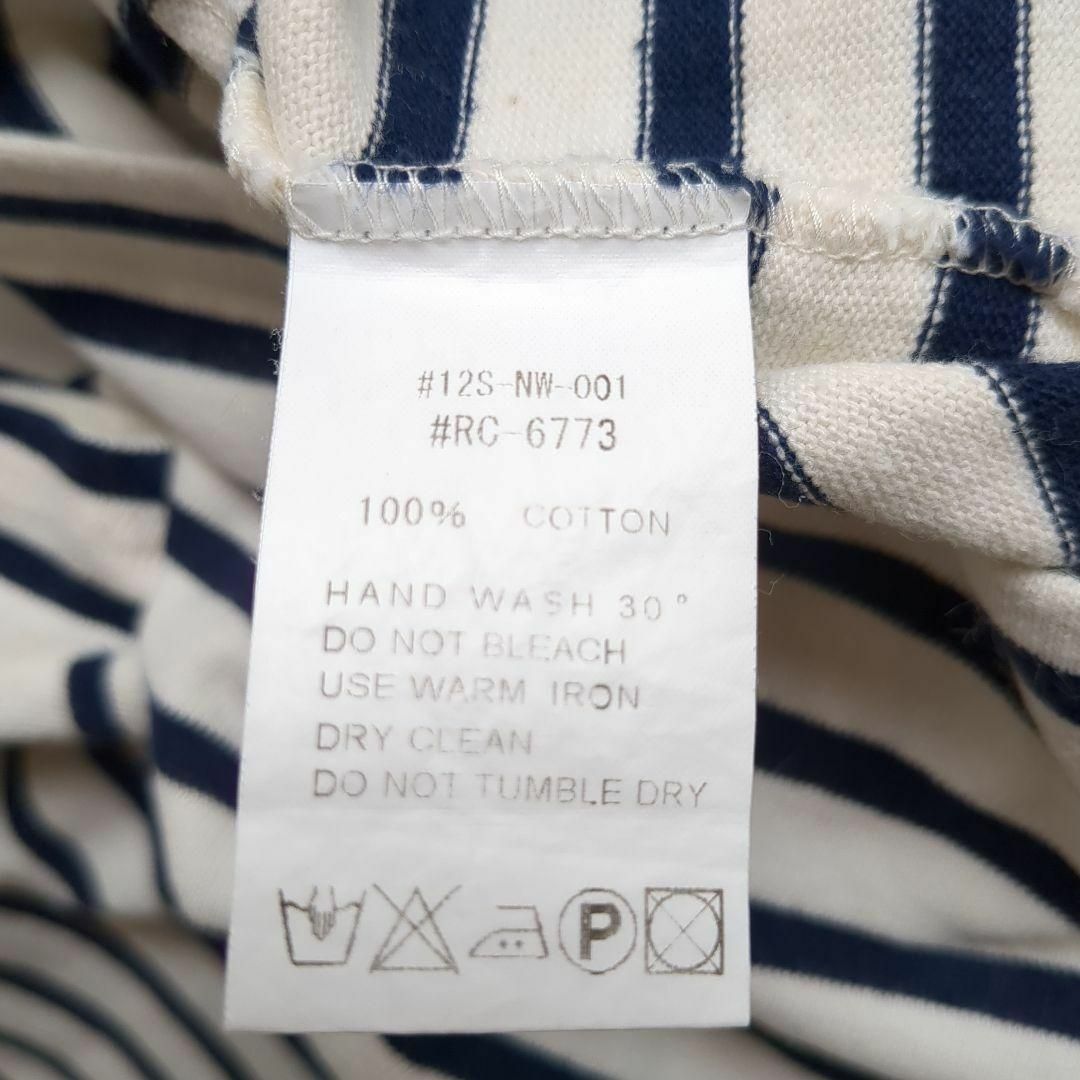 #12S-NW-001
#RC-6773
100% COTTON
HAND WASH 30°
DO NOT BLEACH
USE WARM IRON
DRY CLEAN
DO NOT TUMBLE DRY
P